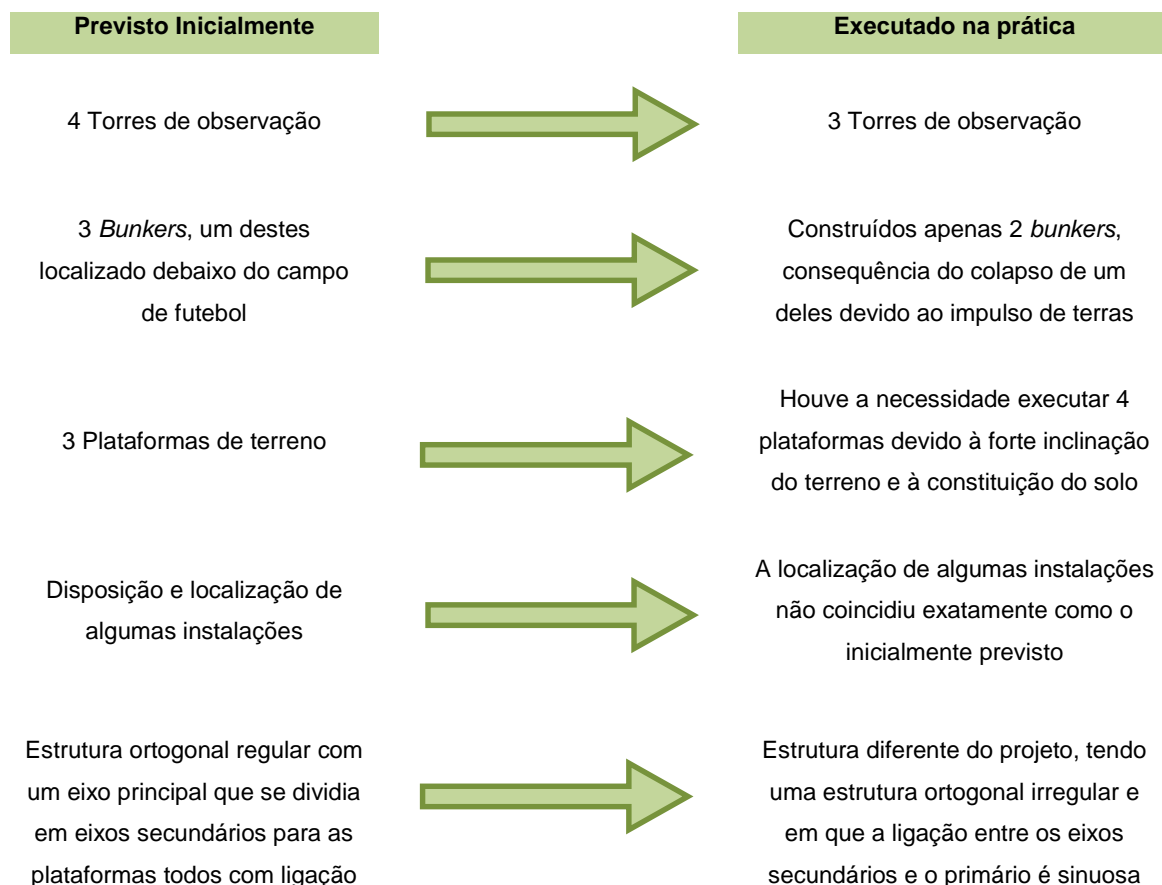 Previsto Inicialmente
Executado na prática
4 Torres de observação
3 Torres de observação
3 Bunkers, um destes
localizado debaixo do campo
de futebol
Construídos apenas 2 bunkers,
consequência do colapso de um
deles devido ao impulso de terras
3 Plataformas de terreno
Houve a necessidade executar 4
plataformas devido à forte inclinação
do terreno e à constituição do solo
Disposição e localização de
algumas instalações
A localização de algumas instalações
não coincidiu exatamente como o
inicialmente previsto
Estrutura ortogonal regular com
um eixo principal que se dividia
em eixos secundários para as
plataformas todos com ligação
Estrutura diferente do projeto, tendo
uma estrutura ortogonal irregular e
em que a ligação entre os eixos
secundários e o primário é sinuosa